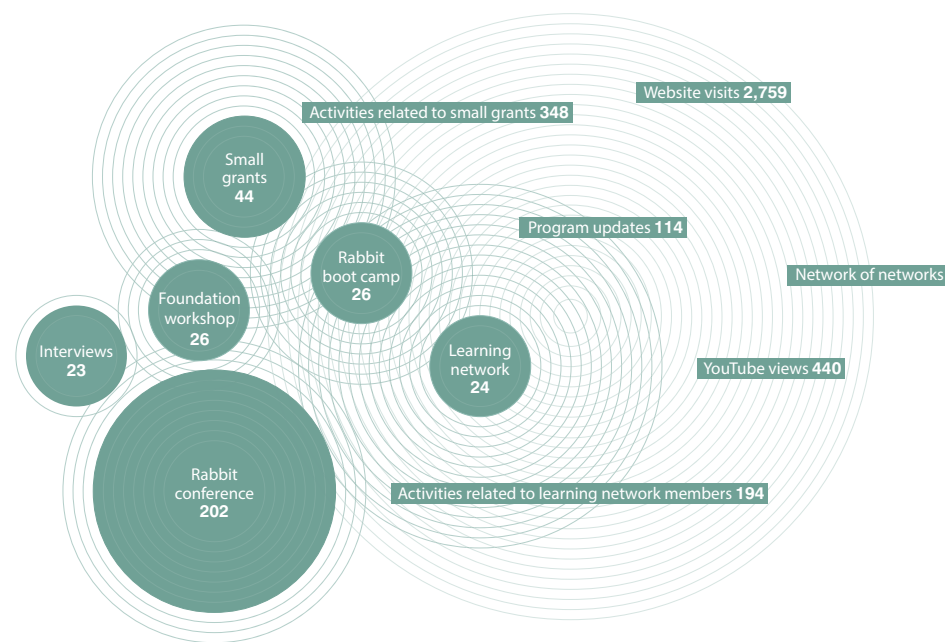 Website visits 2,759
Activities related to small grants 348
Small
grants
44
Program updates 114
Rabbit
boot camp
26
Network of networks
Foundation
workshop
26
Interviews
23
Learning
network
24
YouTube views 440
Rabbit
conference
202
Activities related to learning network members 194